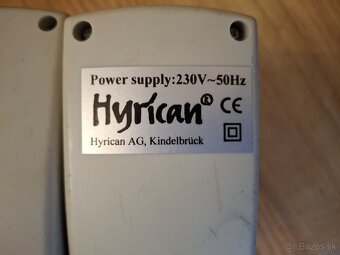 Power supply:230V~50Hz
Hyrican® CE
Hyrican AG, Kindelbrück
Bazos.sk